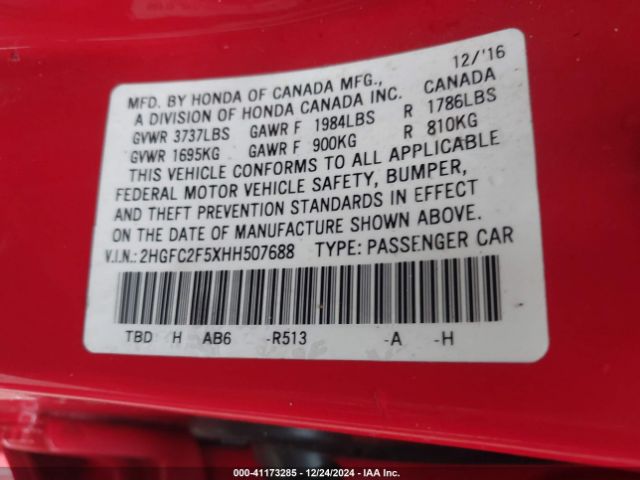 12/'16
MFD. BY HONDA OF CANADA MFG., CANADA
A DIVISION OF HONDA CANADA INC.
GVWR 3737LBS GAWR F 1984LBS R 1786LBS
GVWR 1695KG GAWR F 900KG R 810KG
THIS VEHICLE CONFORMS TO ALL APPLICABLE
FEDERAL MOTOR VEHICLE SAFETY, BUMPER,
AND THEFT PREVENTION STANDARDS IN EFFECT
ON THE DATE OF MANUFACTURE SHOWN ABOVE.
V.I.N.: 2HGFC2F5XHH507688 TYPE: PASSENGER CAR
TBD H AB6 -R513 -A -H
000-41173285 - 12/24/2024 - IAA Inc.